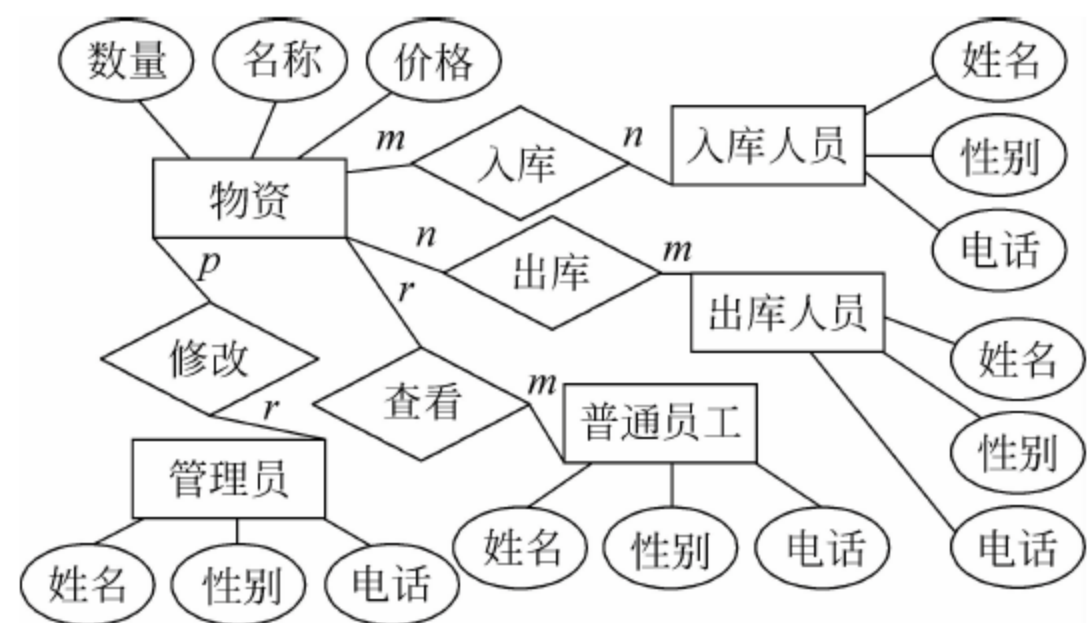 数量
名称
价格
姓名
m
n
入库
入库人员
性别
物资
n
出库
m
电话
p
r
出库人员
修改
姓名
r
查看
m
普通员工
性别
管理员
姓名
性别
电话
电话
姓名
性别
电话